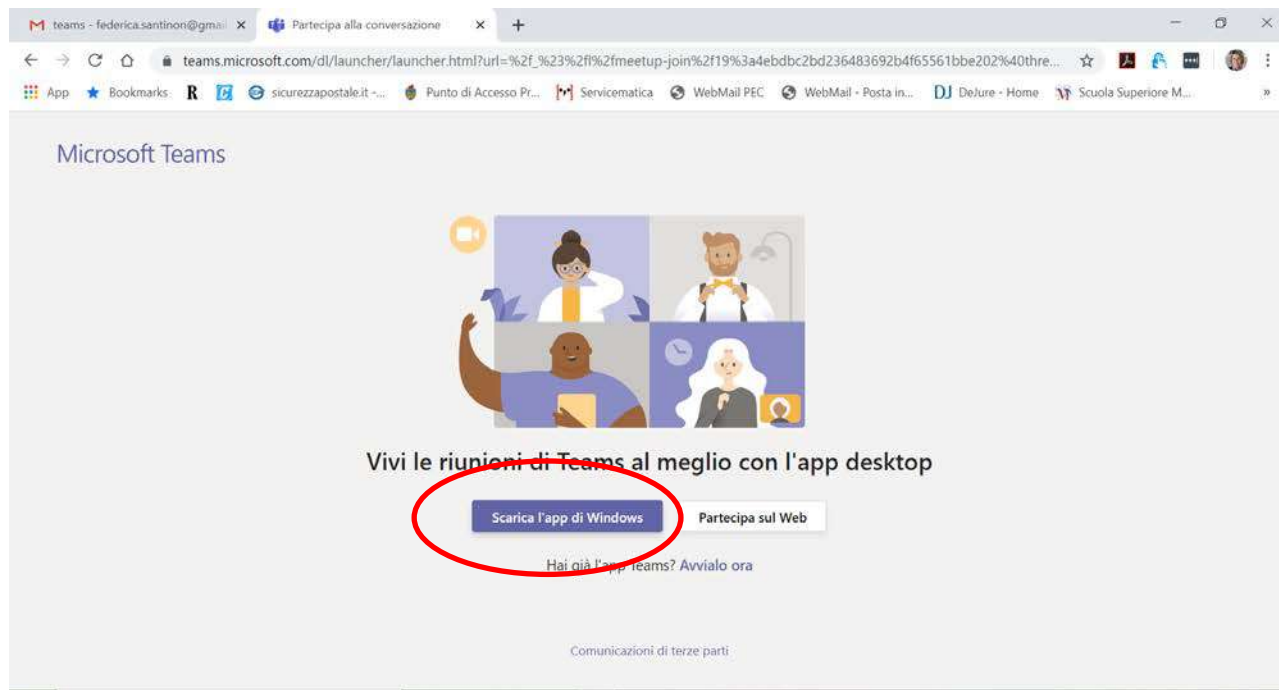 teams - federica.santinon@gmai
Partecipa alla conversazione
teams.microsoft.com/dl/launcher/launcher.html?url=%2f_%23%2fl%2fmeetup-join%2f19%3a4ebdbc2bd236483692b4f65561bbe202%40thre...
App
Bookmarks
R
sicurezzapostale.it -...
Punto di Accesso Pr...
Servicematica
WebMail PEC
WebMail - Posta in...
DJ DeJure - Home
Scuola Superiore M...
»
Microsoft Teams
Vivi le riunioni di Teams al meglio con l'app desktop
Scarica l'app di Windows
Partecipa sul Web
Hai già l'app Teams? Avvialo ora
Comunicazioni di terze parti